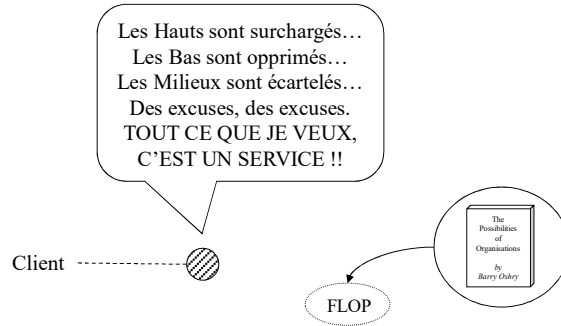 Les Hauts sont surchargés…
Les Bas sont opprimés…
Les Milieux sont écartelés…
Des excuses, des excuses.
TOUT CE QUE JE VEUX,
C’EST UN SERVICE !!
Client
The
Possibilities
of
Organisations
by
Barry Oshry
FLOP